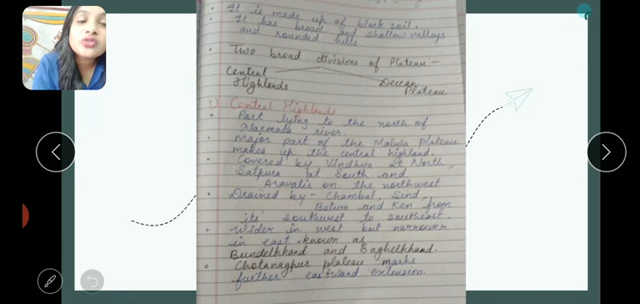 • It is made up of black soil.
• It has broad and shallow valleys
and rounded hills
• Two broad divisions of Plateau -
Central Highlands
Deccan Plateau
1) Central Highlands
• Part lying to the north of
Narmada river.
• Major part of the Malwa Plateau
makes up the central highland.
• Covered by Vindhya at North,
Satpura at South and
Aravalis on the northwest
• Drained by - Chambal, Sind,
Betwa and Ken from
its southwest to southeast.
• Wider in west but narrower
in east known as
Bundelkhand and Baghelkhand.
• Chotanagpur plateau marks
further eastward extension.